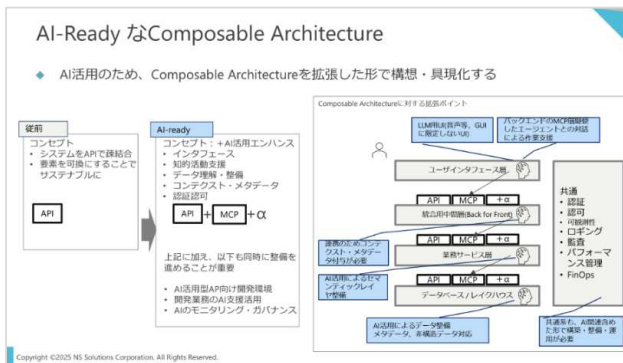 AI-Ready なComposable Architecture
AI活用のため、Composable Architectureを拡張した形で構想・具現化する
従前
コンセプト
• システムをAPIで疎結合
• 要素を可換にすることで
サステナブルに
API
AI-ready
コンセプト：＋AI活用エンハンス
• インタフェース
• 知的活動支援
• データ理解・整備
• コンテクスト・メタデータ
• 認証認可
API + MCP +α
上記に加え、以下も同時に整備を
進めることが重要
• AI活用型AP向け開発環境
• 開発業務のAI支援活用
• AIのモニタリング・ガバナンス
Composable Architectureに対する拡張ポイント
LLM用UI(音声等、GUI
に限定しないUI)
バックエンドのMCP個駆使
したエージェントとの対話
による作業支援
ユーザインタフェース層
API MCP +α
統合用中間層(Back for Front)
連携のためコンテ
クスト・メタデー
タ付与が必要
API MCP +α
業務サービス層
AI活用によるセマ
ンティックレイ
ヤ整備
API MCP +α
データベース / レイクハウス
AI活用によるデータ整備
メタデータ、非構造データ対応
共通
• 認証
• 認可
• 可観測性
• ロギング
• 監査
• パフォーマ
ンス管理
• FinOps
共通系も、AI関連含め
た形で構築・整備・運
用が必要
Copyright ©2025 NS Solutions Corporation. All Rights Reserved.